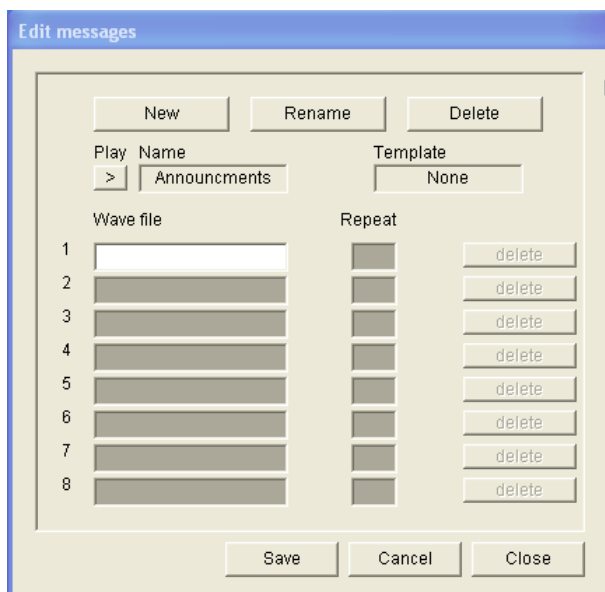 Edit messages
New Rename Delete
Play Name Template
> Announcments None
Wave file Repeat
1 delete
2 delete
3 delete
4 delete
5 delete
6 delete
7 delete
8 delete
Save Cancel Close